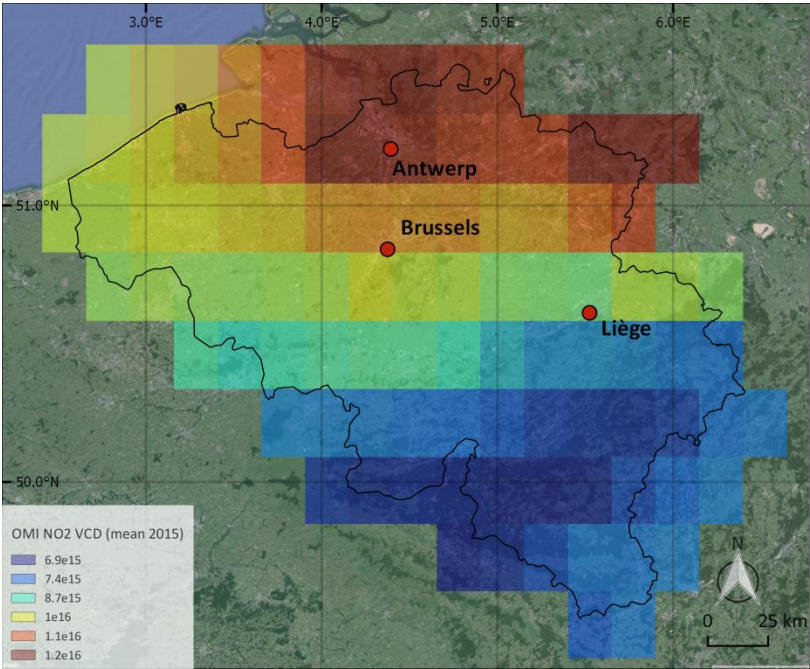 3.0°E 4.0°E 5.0°E 6.0°E
Antwerp
51.0°N
Brussels
Liège
50.0°N
OMI NO2 VCD (mean 2015)
6.9e15
7.4e15
8.7e15
1e16
1.1e16
1.2e16
N
0 25 km